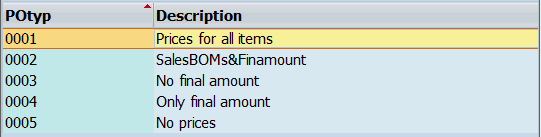 POtyp Description
0001 Prices for all items
0002 SalesBOMs&Finamount
0003 No final amount
0004 Only final amount
0005 No prices